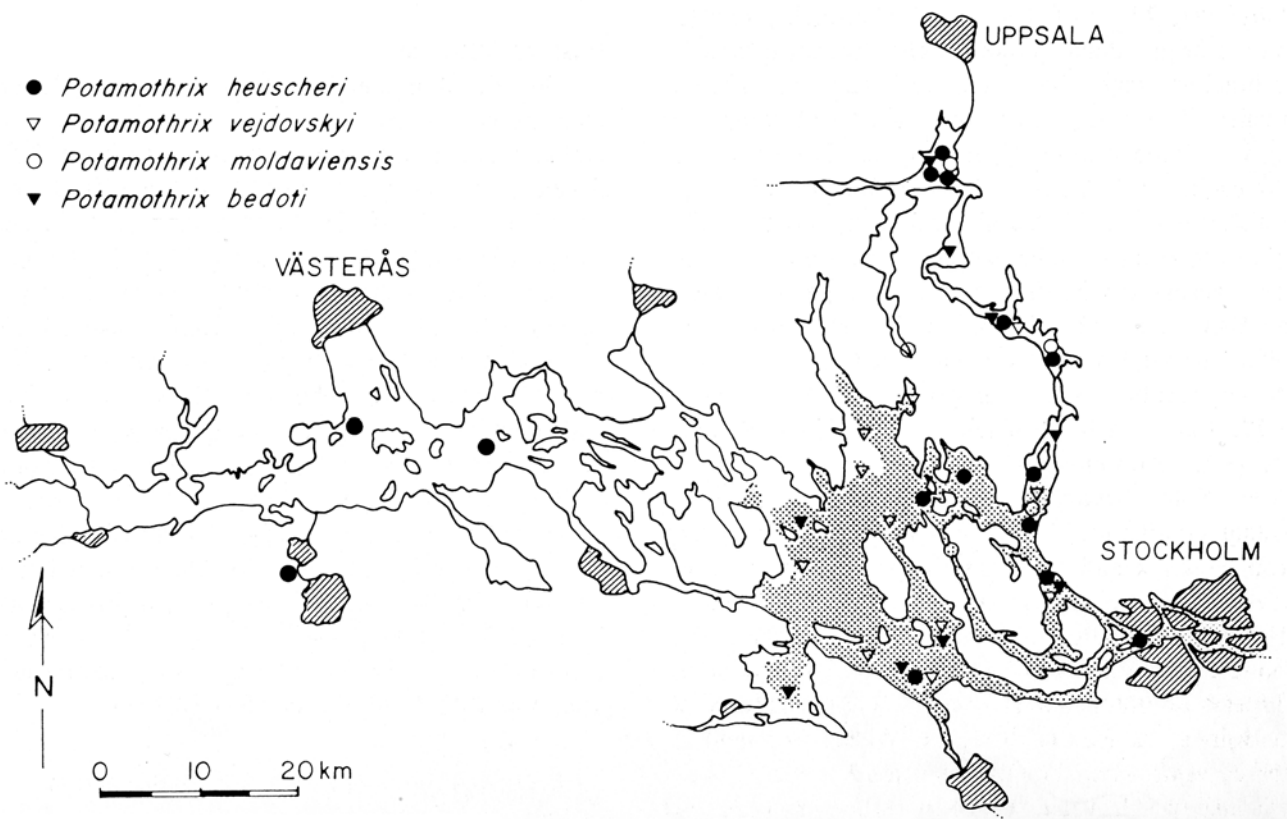 UPPSALA
Potamothrix heuscheri
Potamothrix vejdovskyi
Potamothrix moldaviensis
Potamothrix bedoti
VÄSTERÅS
STOCKHOLM
N
0 10 20 km